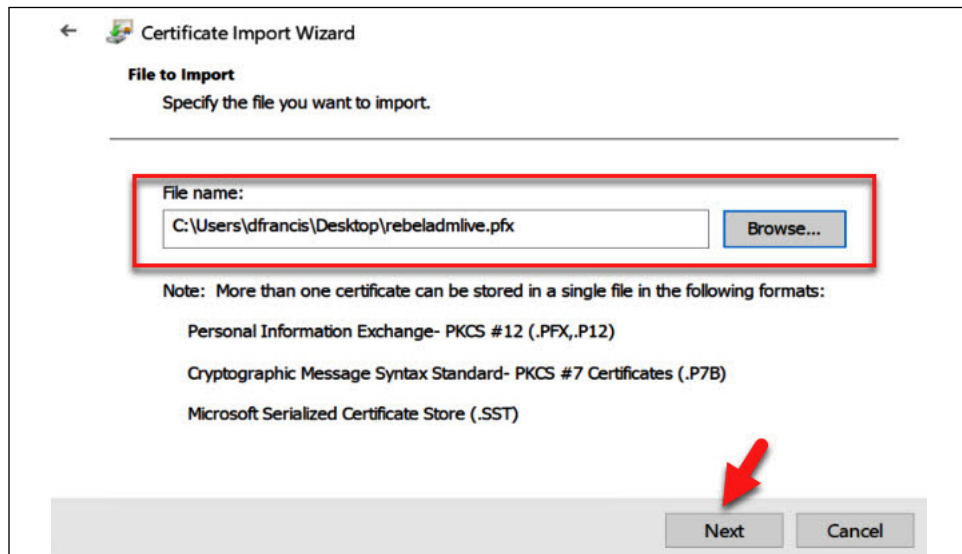 Certificate Import Wizard
File to Import
Specify the file you want to import.
File name:
C:\Users\dfrancis\Desktop\rebeladmlive.pfx
Browse...
Note: More than one certificate can be stored in a single file in the following formats:
Personal Information Exchange- PKCS #12 (.PFX,.P12)
Cryptographic Message Syntax Standard- PKCS #7 Certificates (.P7B)
Microsoft Serialized Certificate Store (.SST)
Next
Cancel